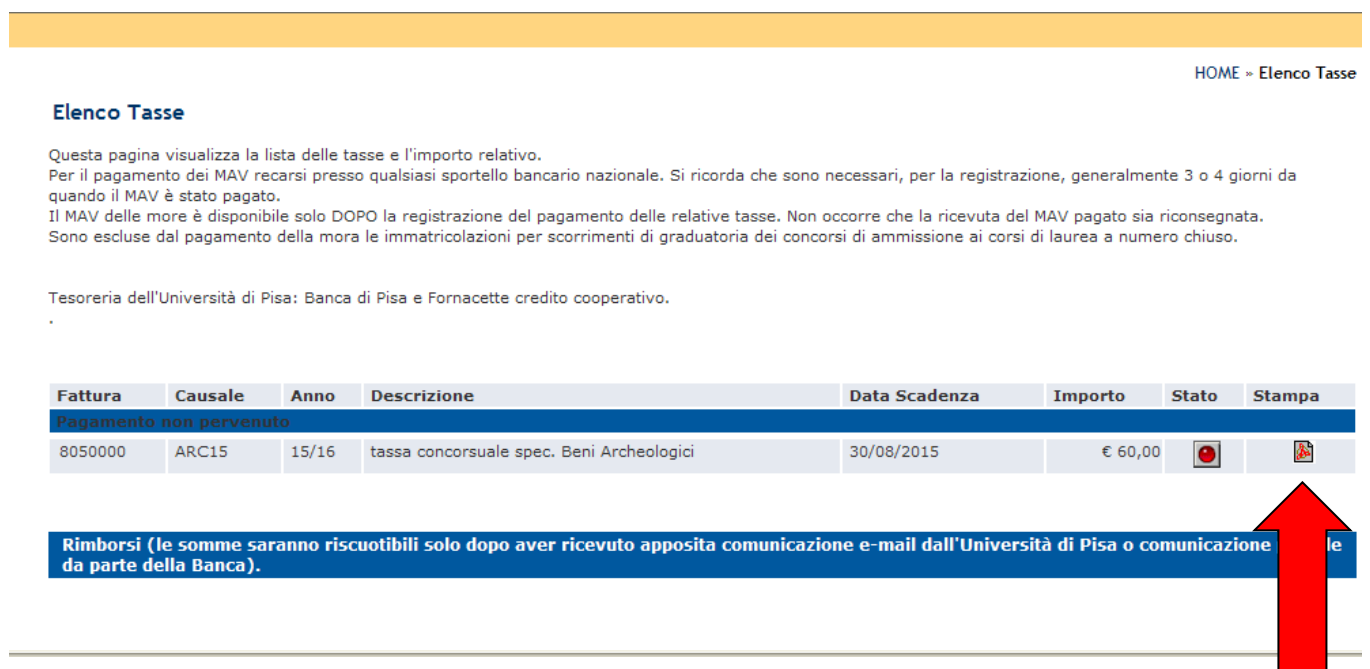 HOME » Elenco Tasse
Elenco Tasse
Questa pagina visualizza la lista delle tasse e l'importo relativo.
Per il pagamento dei MAV recarsi presso qualsiasi sportello bancario nazionale. Si ricorda che sono necessari, per la registrazione, generalmente 3 o 4 giorni da
quando il MAV è stato pagato.
Il MAV delle more è disponibile solo DOPO la registrazione del pagamento delle relative tasse. Non occorre che la ricevuta del MAV pagato sia riconsegnata.
Sono escluse dal pagamento della mora le immatricolazioni per scorrimenti di graduatoria dei concorsi di ammissione ai corsi di laurea a numero chiuso.
Tesoreria dell'Università di Pisa: Banca di Pisa e Fornacette credito cooperativo.
.
Fattura Causale Anno Descrizione Data Scadenza Importo Stato Stampa
Pagamento non pervenuto
8050000 ARC15 15/16 tassa concorsuale spec. Beni Archeologici 30/08/2015 € 60,00
Rimborsi (le somme saranno riscuotibili solo dopo aver ricevuto apposita comunicazione e-mail dall'Università di Pisa o comunicazione
da parte della Banca).